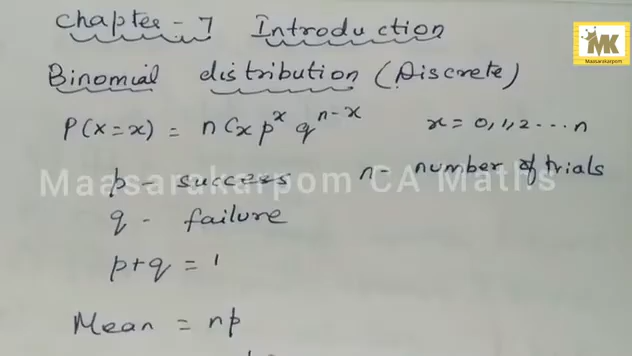 Chapter - 7 Introduction
MK
Maasarakarpom
Binomial distribution (Discrete)
P(X=x) = nCx p^x q^{n-x} x = 0,1,2 ... n
p - success n - number of trials
Maasarakarpom CA Maths
q - failure
p+q = 1
Mean = np